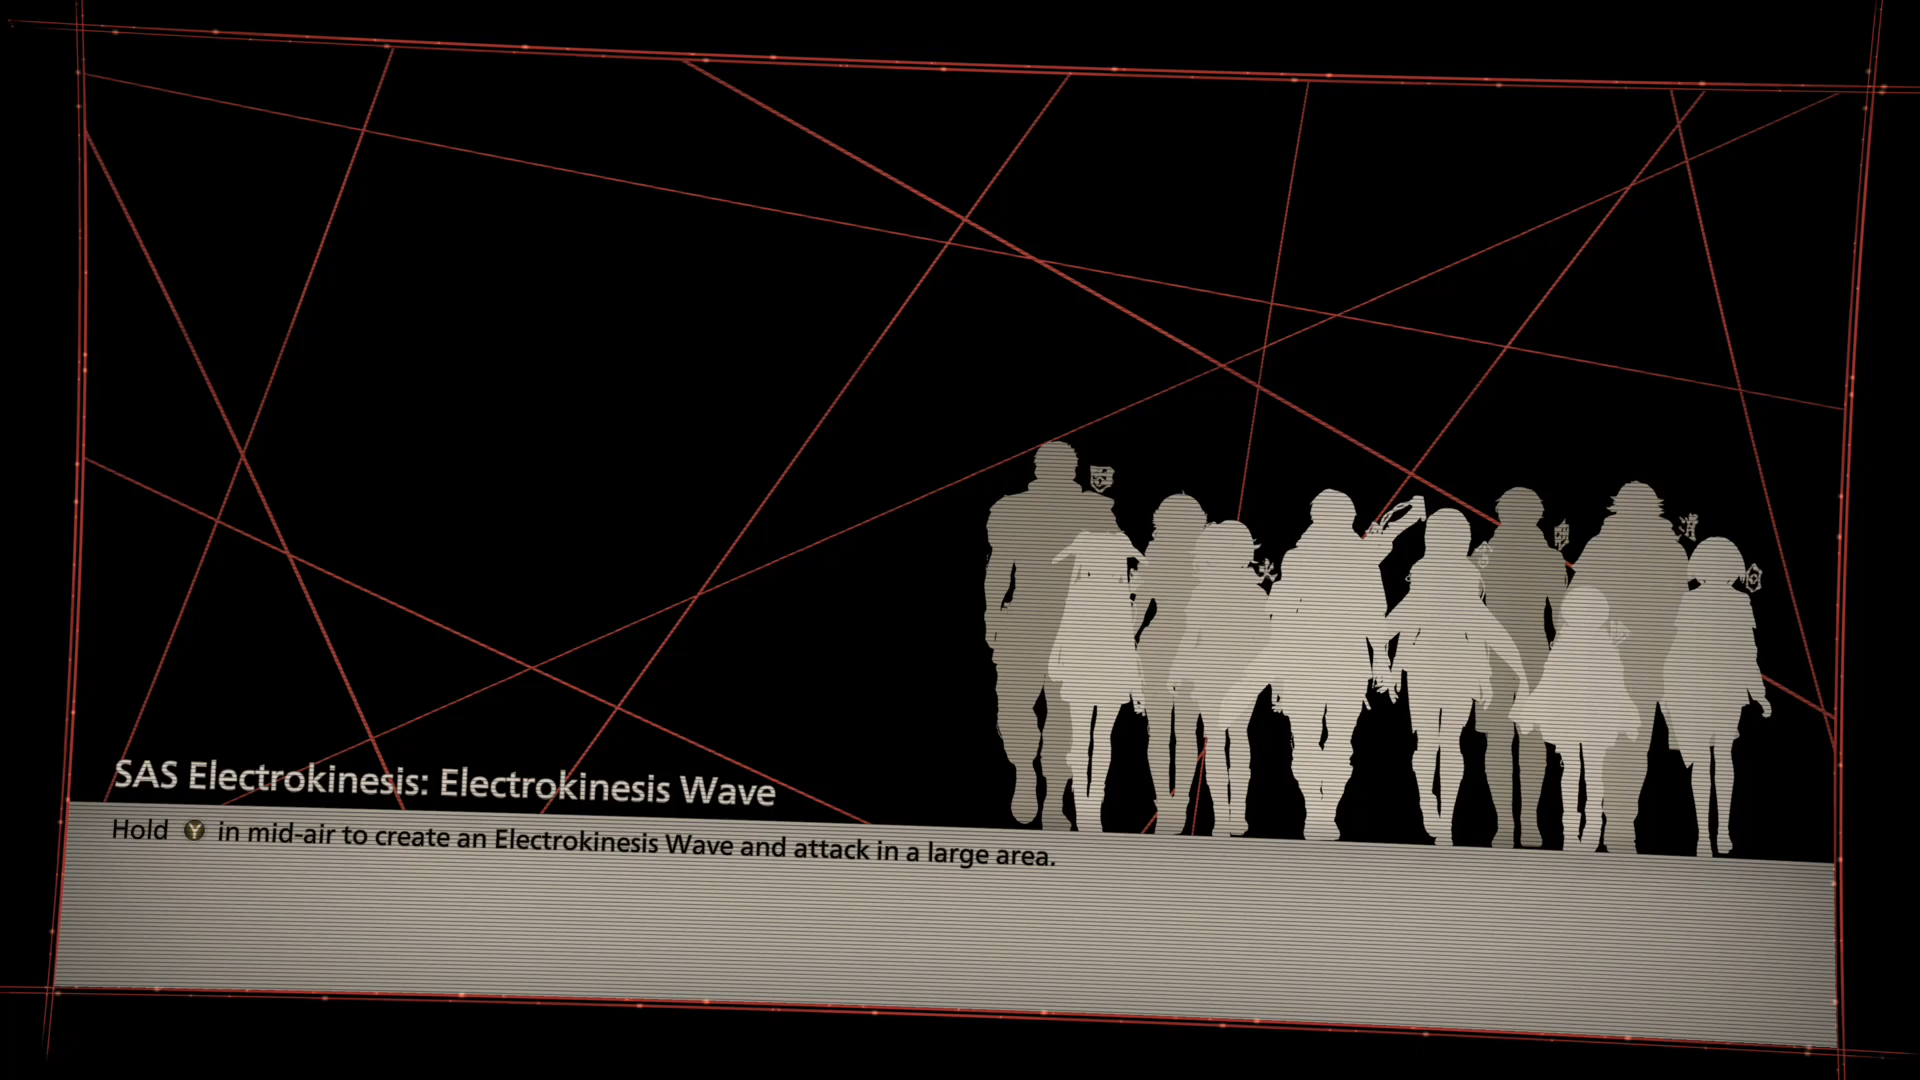 SAS Electrokinesis: Electrokinesis Wave
Hold Y in mid-air to create an Electrokinesis Wave and attack in a large area.